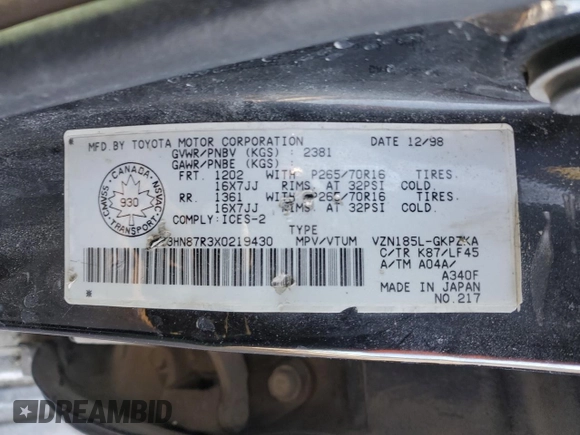 MFD.BY TOYOTA MOTOR CORPORATION DATE 12/98
GVWR/PNBV (KGS) : 2381
GAWR/PNBE (KGS) :
FRT. 1202 WITH P265/70R16 TIRES.
16X7JJ RIMS. AT 32PSI COLD.
RR. 1361 WITH TIRES.
16X7JJ RIMS. AT 32PSI COLD.
COMPLY:ICES-2
TYPE
3HN87R3X0219430 MPV/VTUM VZN185L-GKPZKA
C/TR K87/LF45
A/TM A04A/
A340F
MADE IN JAPAN
NO.217
CANADA
CMVSS 930 NSVAC
TRANSPORT
DREAMBID